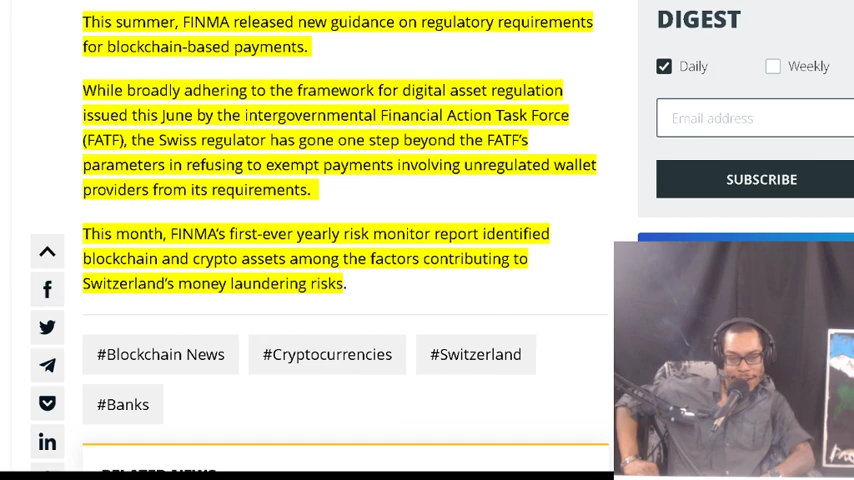 This summer, FINMA released new guidance on regulatory requirements
for blockchain-based payments.
While broadly adhering to the framework for digital asset regulation
issued this June by the intergovernmental Financial Action Task Force
(FATF), the Swiss regulator has gone one step beyond the FATF's
parameters in refusing to exempt payments involving unregulated wallet
providers from its requirements.
This month, FINMA's first-ever yearly risk monitor report identified
blockchain and crypto assets among the factors contributing to
Switzerland's money laundering risks.
#Blockchain News
#Cryptocurrencies
#Switzerland
#Banks
RELATED NEWS
DIGEST
Daily
Weekly
Email address
SUBSCRIBE